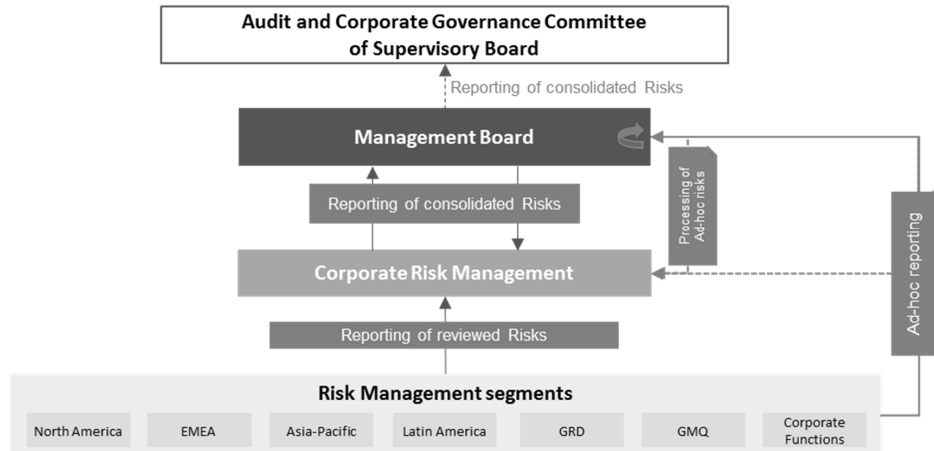 Audit and Corporate Governance Committee
of Supervisory Board
Reporting of consolidated Risks
Management Board
Reporting of consolidated Risks
Processing of
Ad-hoc risks
Corporate Risk Management
Ad-hoc reporting
Reporting of reviewed Risks
Risk Management segments
North America
EMEA
Asia-Pacific
Latin America
GRD
GMQ
Corporate
Functions